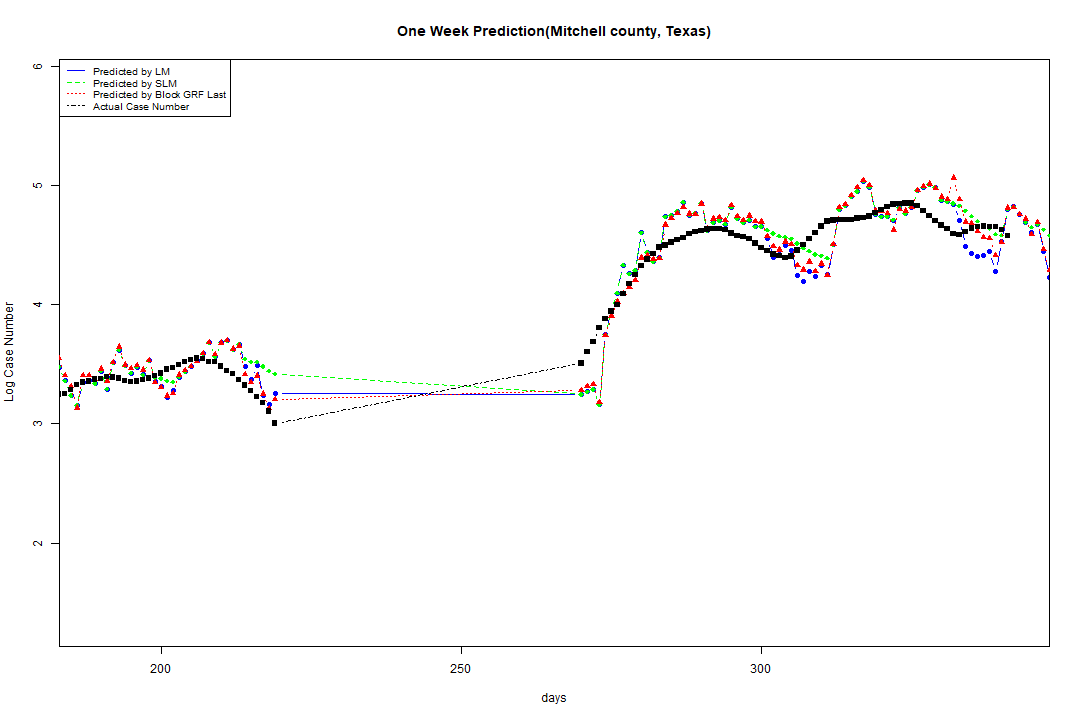 One Week Prediction(Mitchell county, Texas)
Predicted by LM
Predicted by SLM
Predicted by Block GRF Last
Actual Case Number
6
5
4
3
2
Log Case Number
200
250
300
days